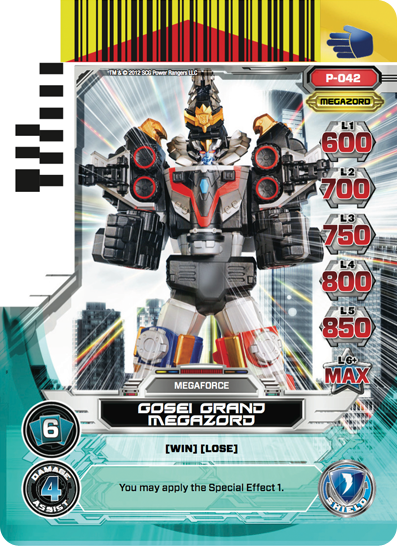 ™& © 2012 SCG Power Rangers LLC
P-042
MEGAZORD
L1
600
L2
700
L3
750
L4
800
L5
850
L6+
MAX
MEGAFORCE
GOSEI GRAND
MEGAZORD
6
[WIN] [LOSE]
DAMAGE
4
ASSIST
You may apply the Special Effect 1.
SHIELD